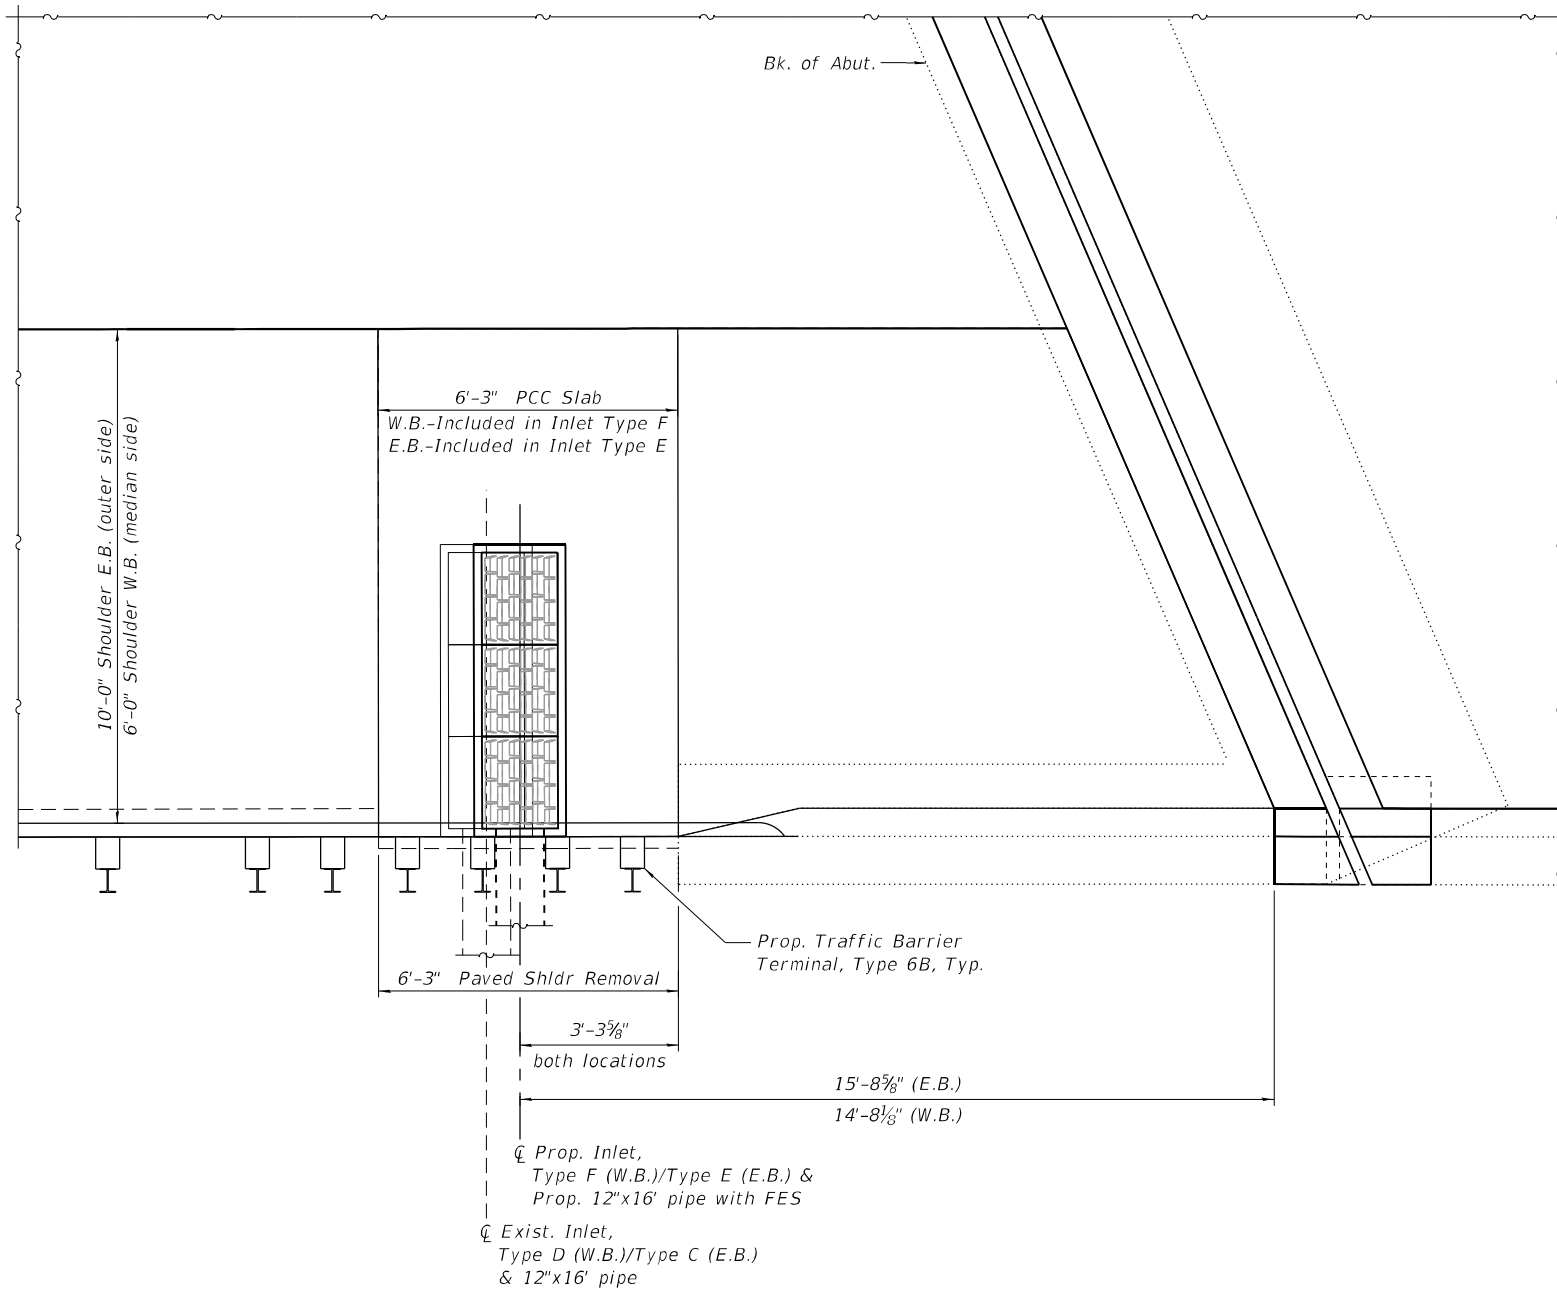 Bk. of Abut.
6'-3" PCC Slab
W.B.-Included in Inlet Type F
E.B.-Included in Inlet Type E
10'-0" Shoulder E.B. (outer side)
6'-0" Shoulder W.B. (median side)
Prop. Traffic Barrier
Terminal, Type 6B, Typ.
6'-3" Paved Shldr Removal
3'-3⅝"
both locations
15'-8⅝" (E.B.)
14'-8⅛" (W.B.)
℄ Prop. Inlet,
Type F (W.B.)/Type E (E.B.) &
Prop. 12"x16' pipe with FES
℄ Exist. Inlet,
Type D (W.B.)/Type C (E.B.)
& 12"x16' pipe